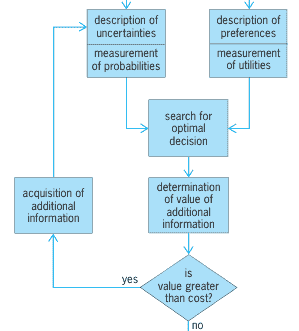 description of
uncertainties
measurement
of probabilities
description of
preferences
measurement
of utilities
search for
optimal
decision
acquisition of
additional
information
determination
of value of
additional
information
yes
is
value greater
than cost?
no